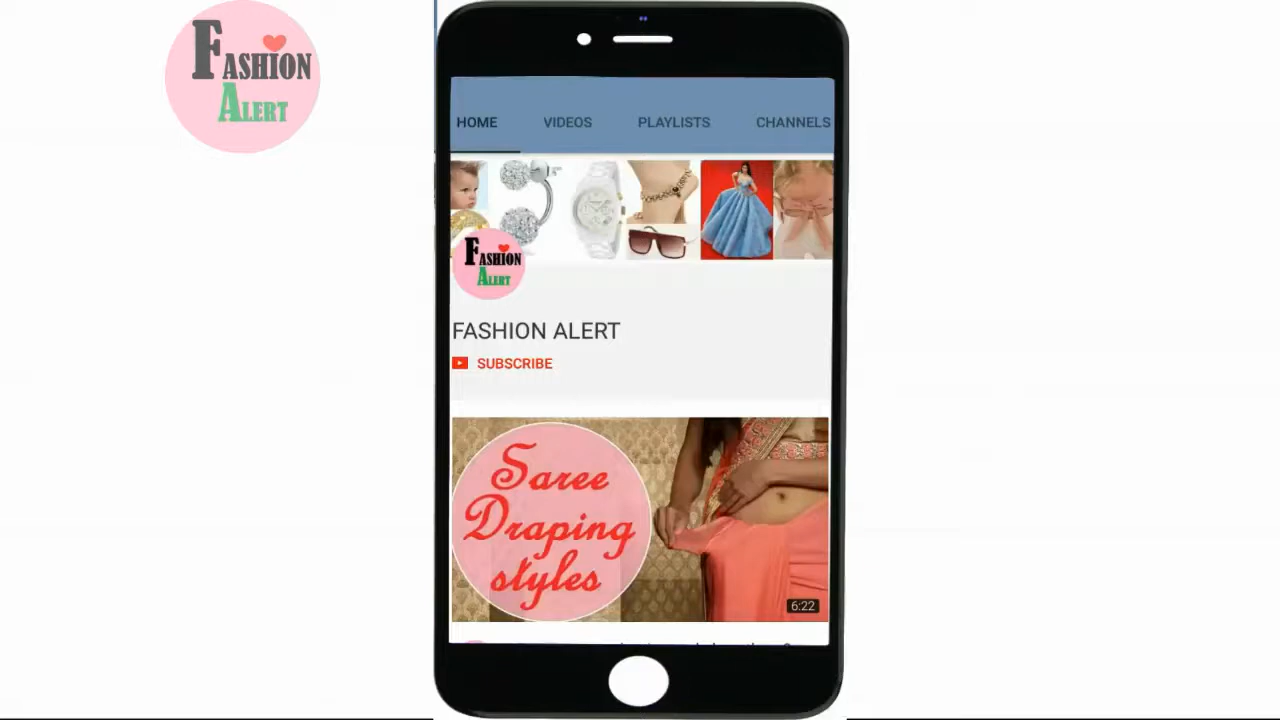 FASHION
ALERT
HOME VIDEOS PLAYLISTS CHANNELS
FASHION
ALERT
FASHION ALERT
SUBSCRIBE
Saree
Draping
styles
6:22